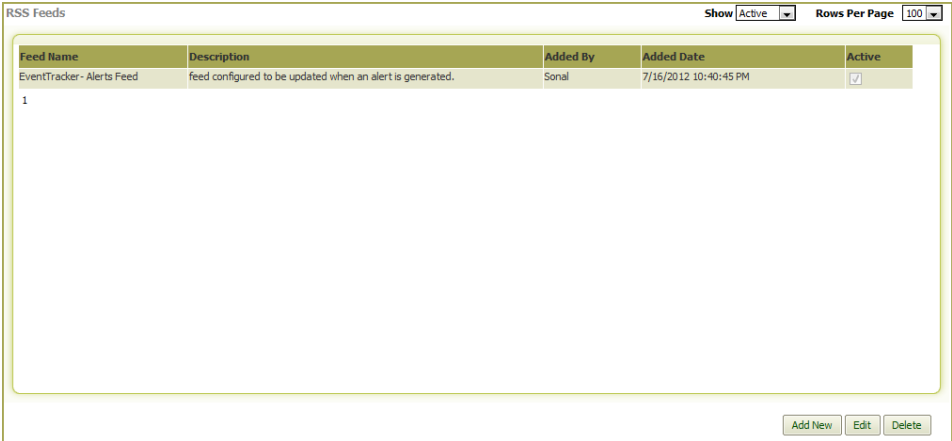 RSS Feeds Show Active Rows Per Page 100
Feed Name Description Added By Added Date Active
EventTracker- Alerts Feed feed configured to be updated when an alert is generated. Sonal 7/16/2012 10:40:45 PM
1
Add New Edit Delete